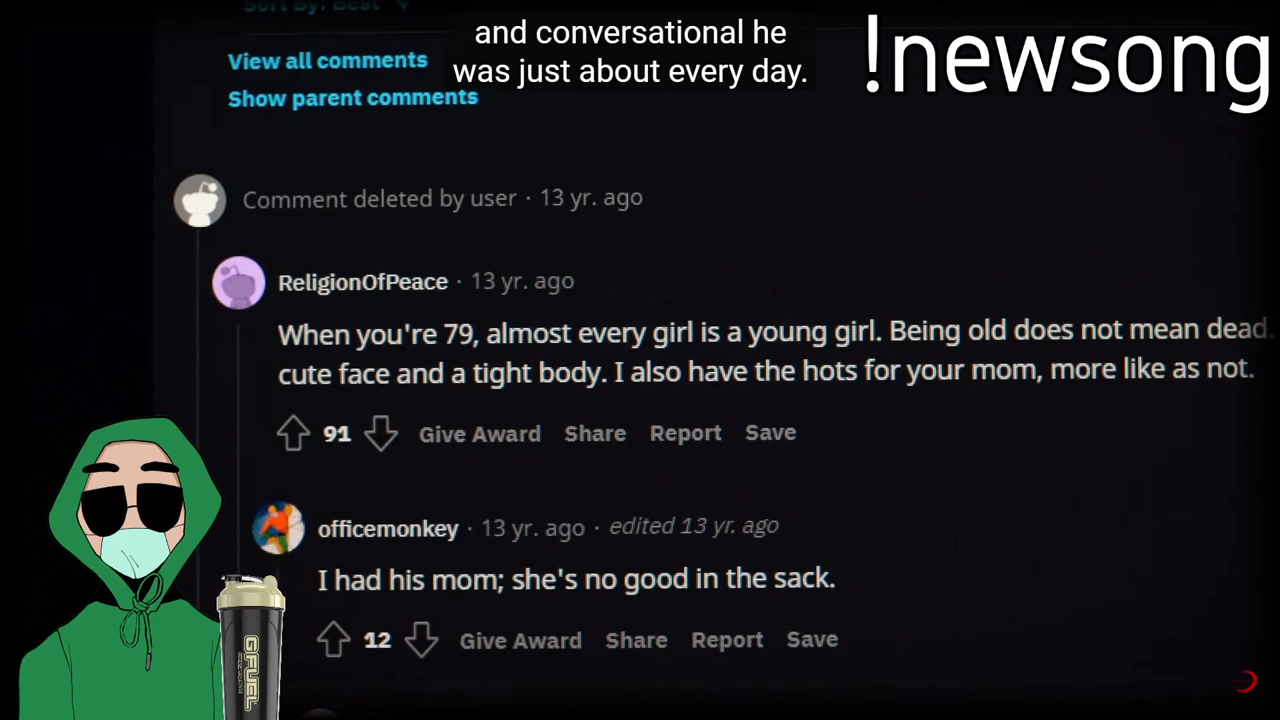 Sort By: Best
and conversational he
was just about every day.
!newsong
View all comments
Show parent comments
Comment deleted by user · 13 yr. ago
ReligionOfPeace · 13 yr. ago
When you're 79, almost every girl is a young girl. Being old does not mean dead.
cute face and a tight body. I also have the hots for your mom, more like as not.
91 Give Award Share Report Save
officemonkey · 13 yr. ago · edited 13 yr. ago
I had his mom; she's no good in the sack.
12 Give Award Share Report Save
GFUEL